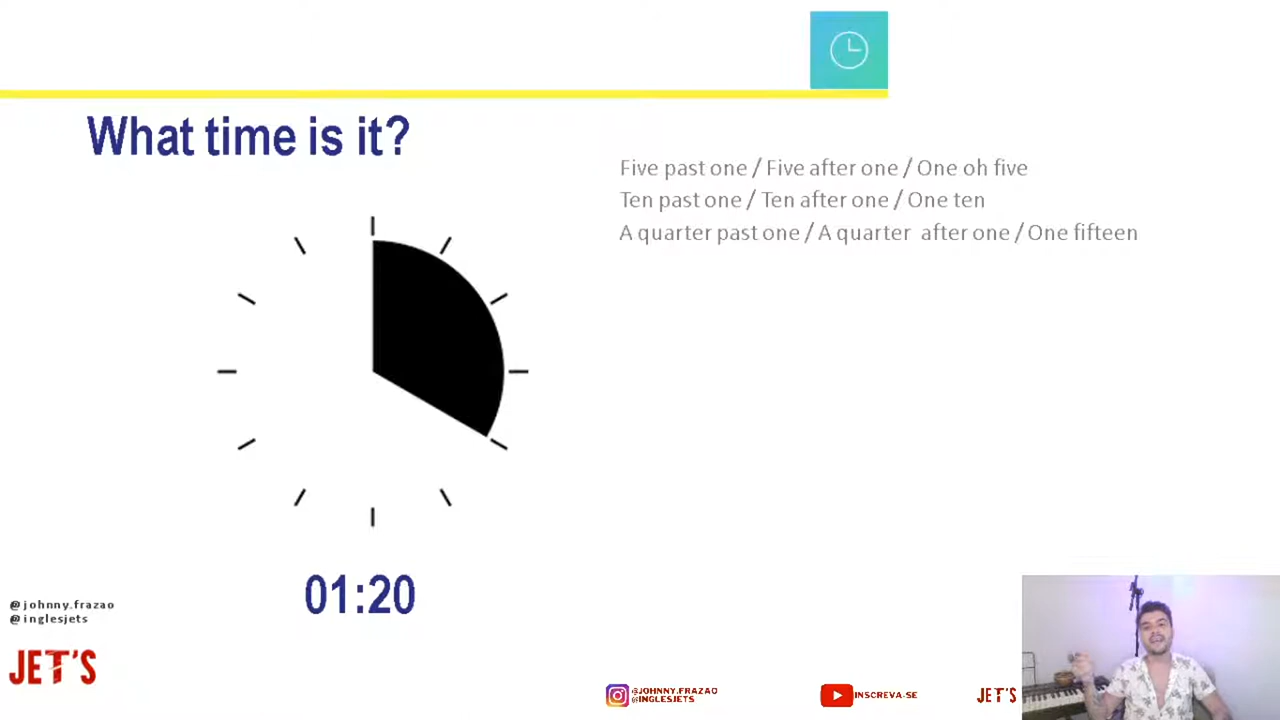 What time is it?
Five past one / Five after one / One oh five
Ten past one / Ten after one / One ten
A quarter past one / A quarter after one / One fifteen
01:20
@johnny.frazao
@inglesjets
JET'S
@JOHNNY.FRAZAO
@INGLESJETS
INSCREVA-SE
JET'S